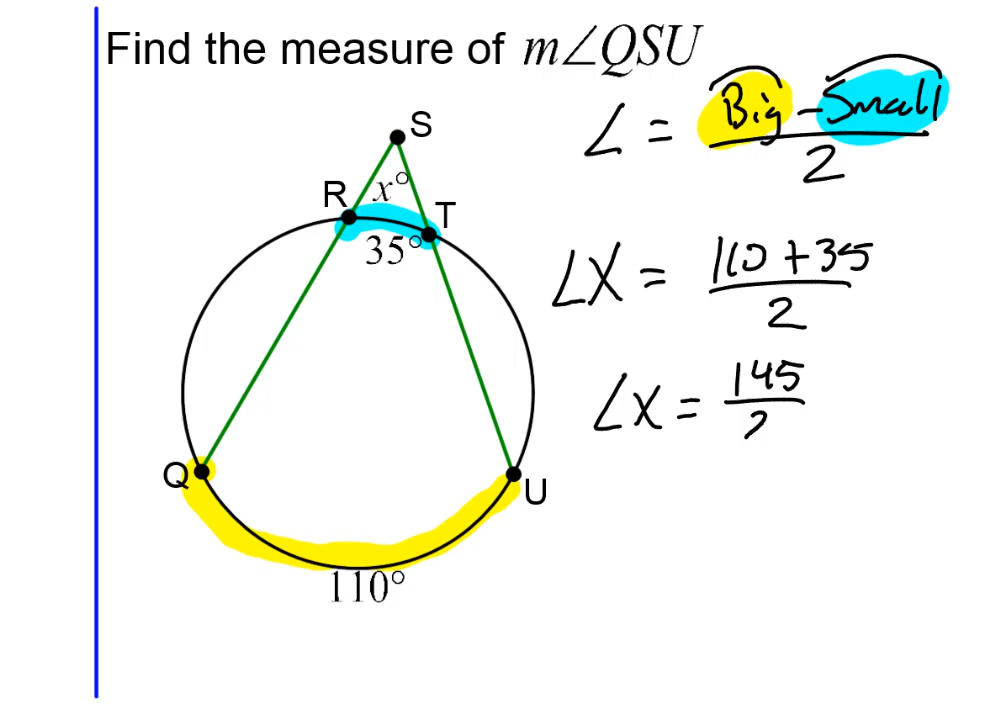 Find the measure of m∠QSU
∠ = Big - Small / 2
S
R x° T
35°
∠X = 110 + 35 / 2
∠X = 145 / 2
Q U
110°